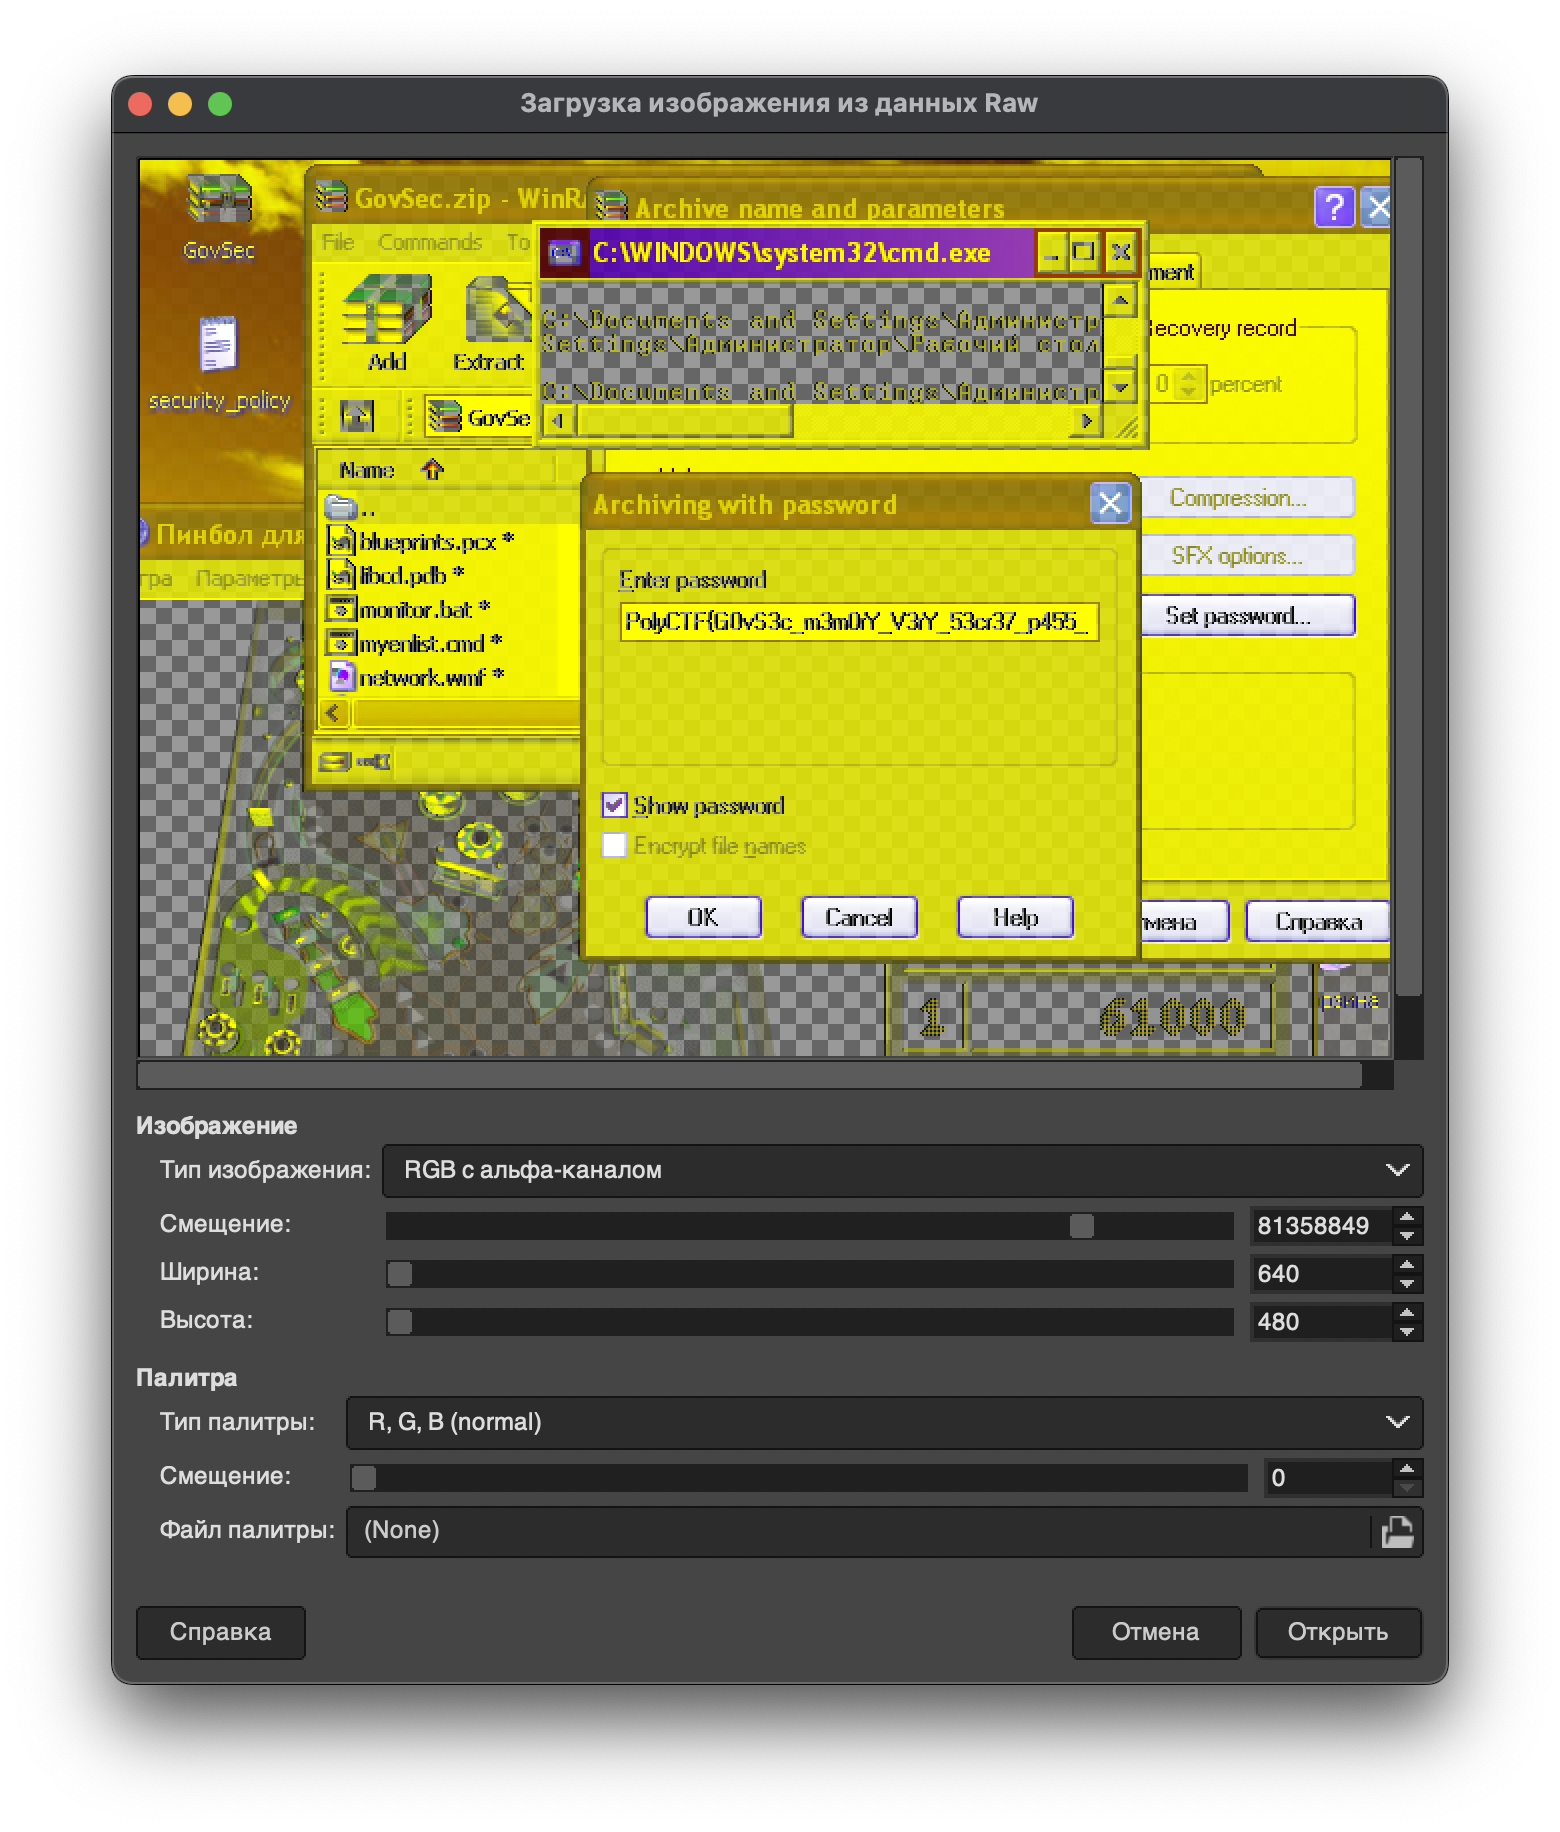 Загрузка изображения из данных Raw
GovSec
security_policy
Пинбол для
Параметры
GovSec.zip - WinR
File Commands To
Add Extract
GovSe
Name
..
blueprints.pcx *
libcd.pdb *
monitor.bat *
myenlist.cmd *
network.wmf *
Archive name and parameters
?
ment
ecovery record
0 percent
Compression...
SFX options...
Set password...
мена
Справка
C:\WINDOWS\system32\cmd.exe
C:\Documents and Settings\Администр
Settings\Администратор\Рабочий стол
C:\Documents and Settings\Администр
Archiving with password
Enter password
PolyCTF{G0vS3c_m3m0rY_V3rY_53cr37_p455_
Show password
Encrypt file names
OK Cancel Help
1 61000
рзина
Изображение
Тип изображения: RGB с альфа-каналом
Смещение: 81358849
Ширина: 640
Высота: 480
Палитра
Тип палитры: R, G, B (normal)
Смещение: 0
Файл палитры: (None)
Справка Отмена Открыть